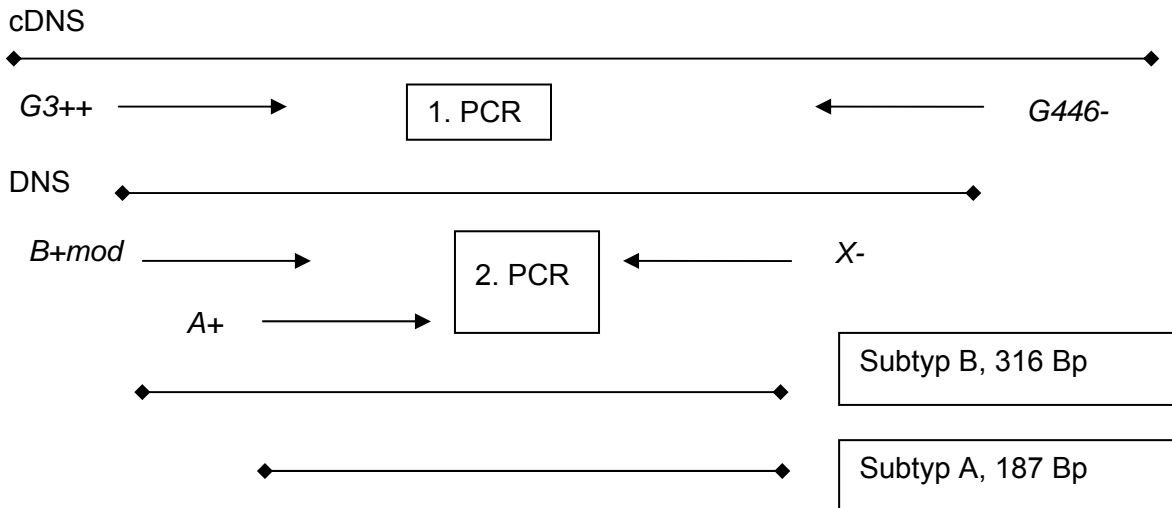 cDNS
G3++
1. PCR
G446-
DNS
B+mod
2. PCR
X-
A+
Subtyp B, 316 Bp
Subtyp A, 187 Bp